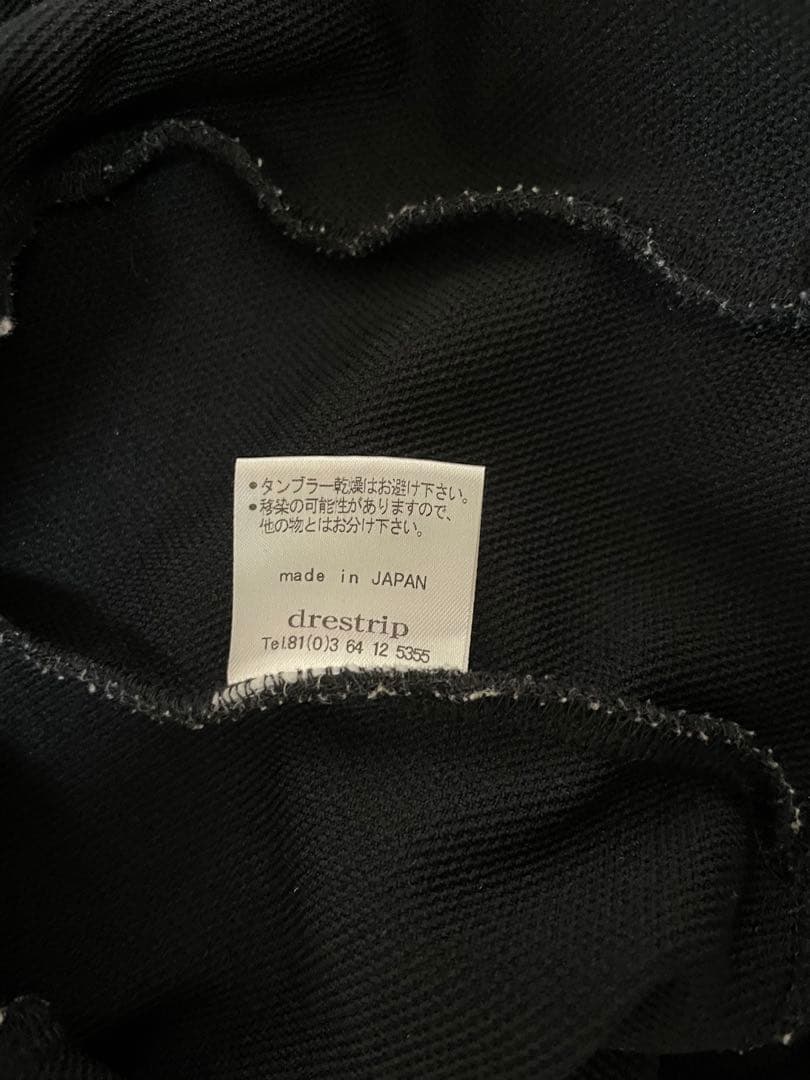 •タンブラー乾燥はお避け下さい。
•移染の可能性がありますので、
他の物とはお分け下さい。
made in JAPAN
drestrip
Tel.81(0)3 64 12 5355